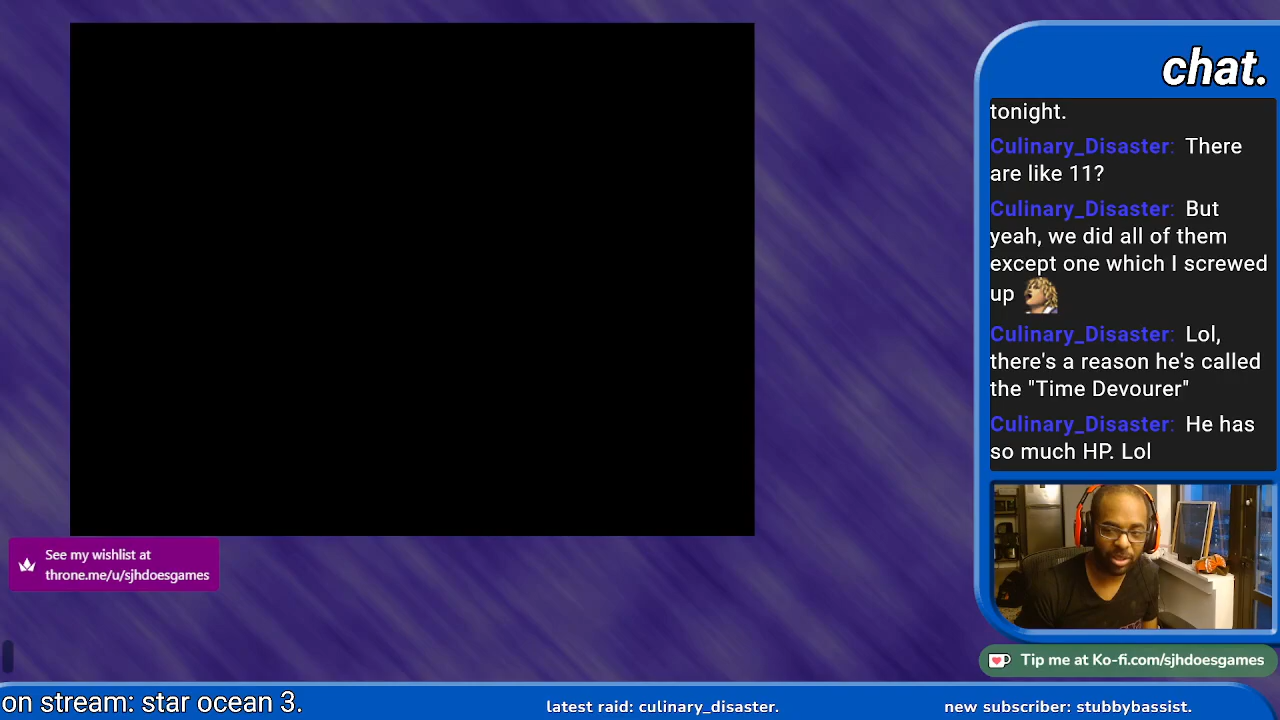 chat.
tonight.
Culinary_Disaster: There
are like 11?
Culinary_Disaster: But
yeah, we did all of them
except one which I screwed
up
Culinary_Disaster: Lol,
there's a reason he's called
the "Time Devourer"
Culinary_Disaster: He has
so much HP. Lol
See my wishlist at
throne.me/u/sjhdoesgames
Tip me at Ko-fi.com/sjhdoesgames
on stream: star ocean 3.
latest raid: culinary_disaster.
new subscriber: stubbybassist.